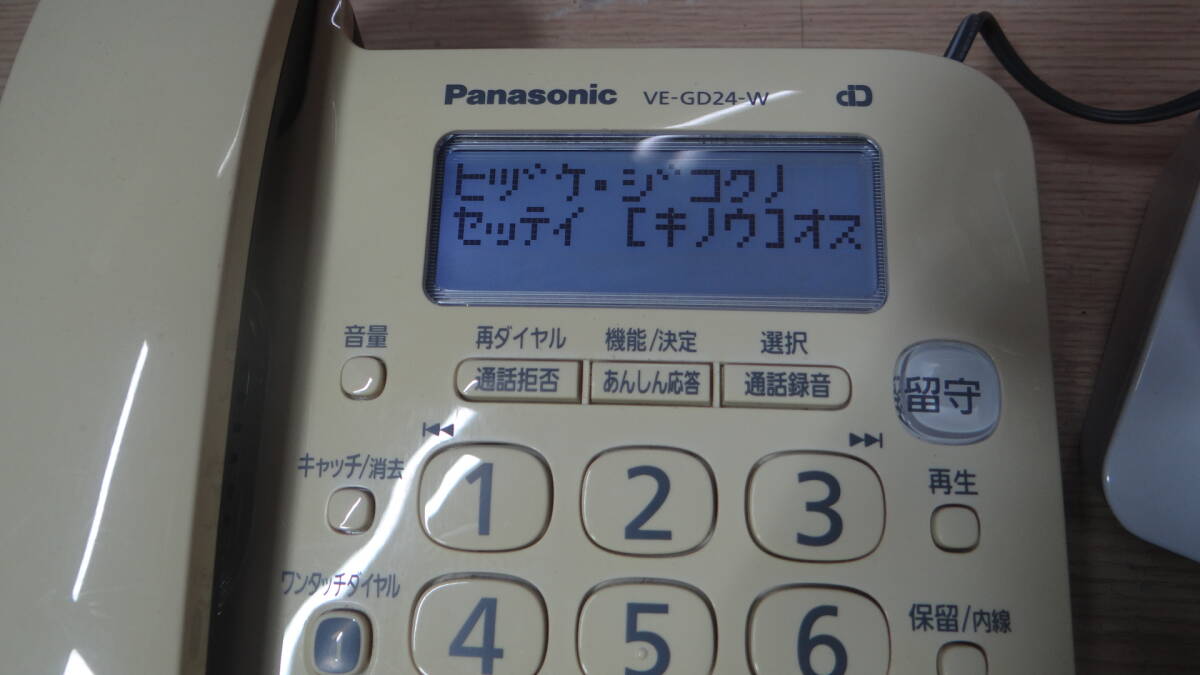 Panasonic VE-GD24-W
ヒヅケ・ジコクノ
セッテイ [キノウ]オス
音量
再ダイヤル 機能/決定 選択
通話拒否 あんしん応答 通話録音
留守
キャッチ/消去
1 2 3
再生
ワンタッチダイヤル
1
4 5 6
保留/内線